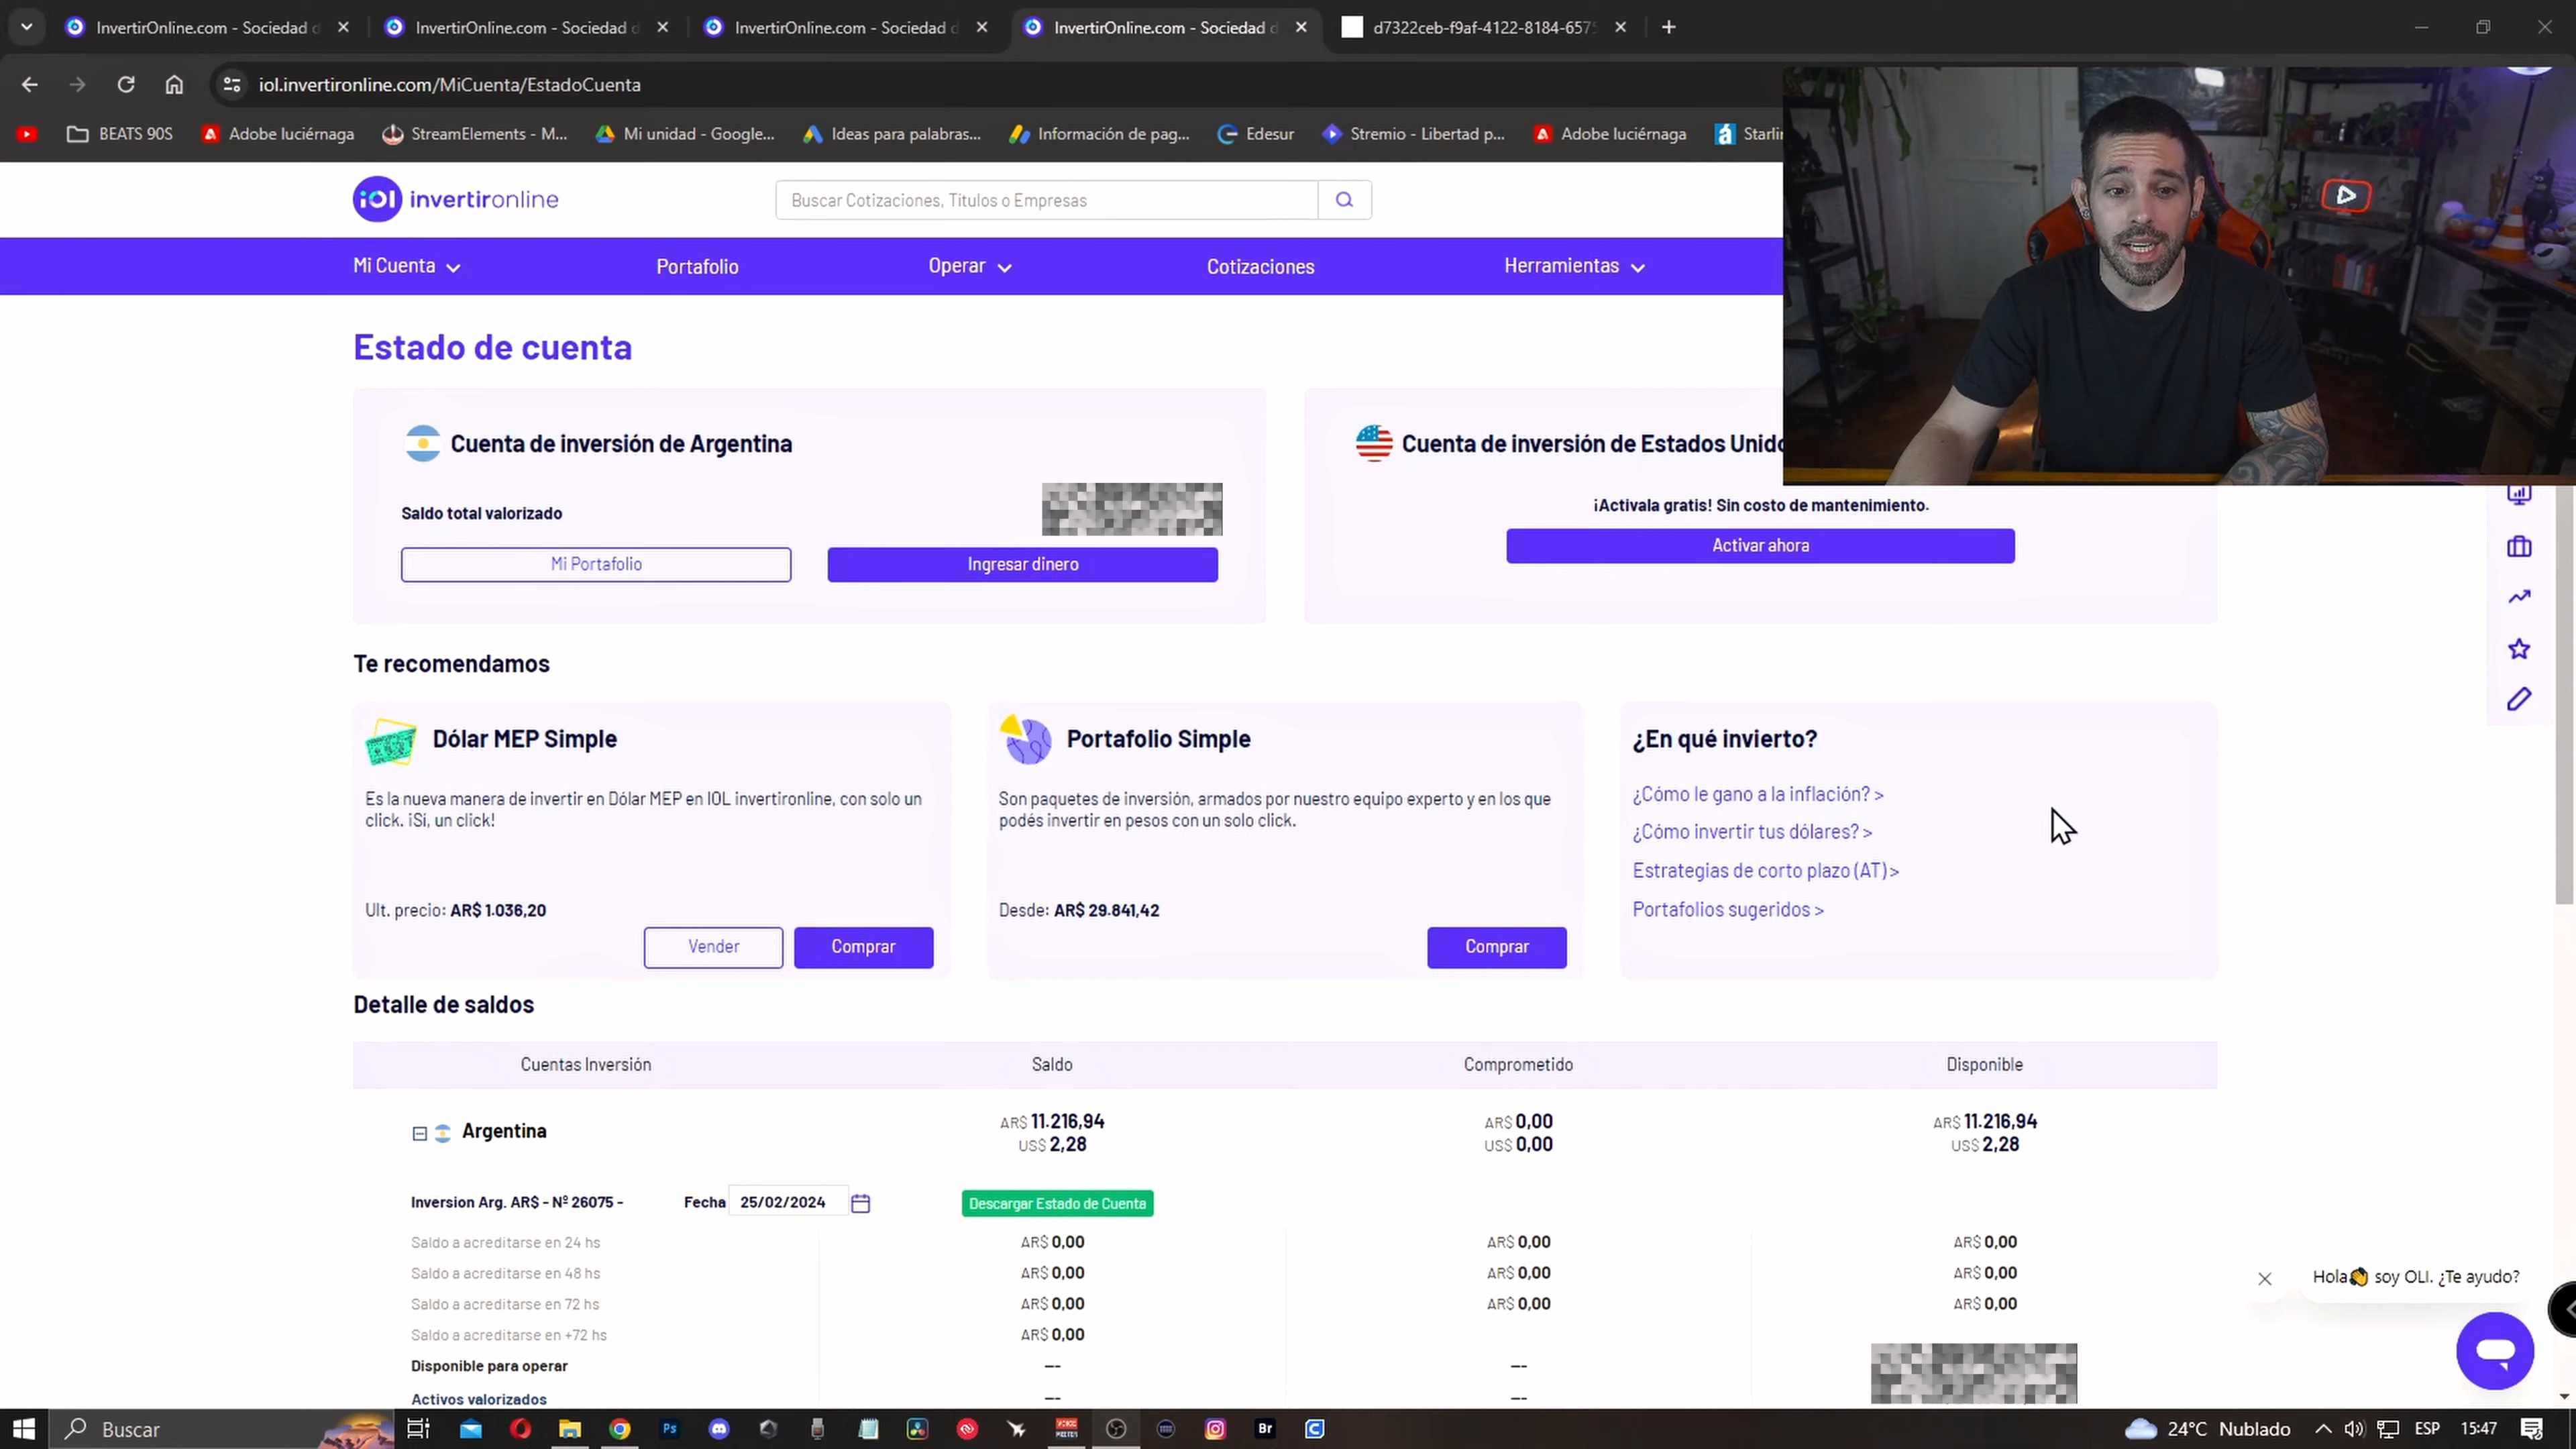 InvertirOnline.com - Sociedad d
InvertirOnline.com - Sociedad d
InvertirOnline.com - Sociedad d
InvertirOnline.com - Sociedad d
d7322ceb-f9af-4122-8184-6575
iol.invertironline.com/MiCuenta/EstadoCuenta
BEATS 90S
Adobe luciérnaga
StreamElements - M...
Mi unidad - Google...
Ideas para palabras...
Información de pag...
Edesur
Stremio - Libertad p...
Adobe luciérnaga
Starlin
iol invertironline
Buscar Cotizaciones, Titulos o Empresas
Mi Cuenta
Portafolio
Operar
Cotizaciones
Herramientas
Estado de cuenta
Cuenta de inversión de Argentina
Saldo total valorizado
Mi Portafolio
Ingresar dinero
Cuenta de inversión de Estados Unido
¡Activala gratis! Sin costo de mantenimiento.
Activar ahora
Te recomendamos
Dólar MEP Simple
Es la nueva manera de invertir en Dólar MEP en IOL invertironline, con solo un
click. ¡Sí, un click!
Ult. precio: AR$ 1.036,20
Vender
Comprar
Portafolio Simple
Son paquetes de inversión, armados por nuestro equipo experto y en los que
podés invertir en pesos con un solo click.
Desde: AR$ 29.841,42
Comprar
¿En qué invierto?
¿Cómo le gano a la inflación? >
¿Cómo invertir tus dólares? >
Estrategias de corto plazo (AT) >
Portafolios sugeridos >
Detalle de saldos
Cuentas Inversión Saldo Comprometido Disponible
Argentina
AR$ 11.216,94 AR$ 0,00 AR$ 11.216,94
US$ 2,28 US$ 0,00 US$ 2,28
Inversion Arg. AR$ - Nº 26075 - Fecha 25/02/2024 Descargar Estado de Cuenta
Saldo a acreditarse en 24 hs AR$ 0,00 AR$ 0,00 AR$ 0,00
Saldo a acreditarse en 48 hs AR$ 0,00 AR$ 0,00 AR$ 0,00
Saldo a acreditarse en 72 hs AR$ 0,00 AR$ 0,00 AR$ 0,00
Saldo a acreditarse en +72 hs AR$ 0,00
Disponible para operar --- ---
Activos valorizados --- ---
Hola👋 soy OLI. ¿Te ayudo?
Buscar
Ps
Br
24°C Nublado
ESP
15:47